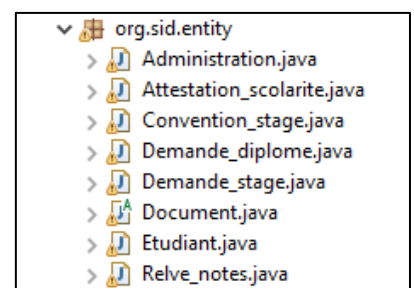 org.sid.entity
Administration.java
Attestation_scolarite.java
Convention_stage.java
Demande_diplome.java
Demande_stage.java
Document.java
Etudiant.java
Relve_notes.java